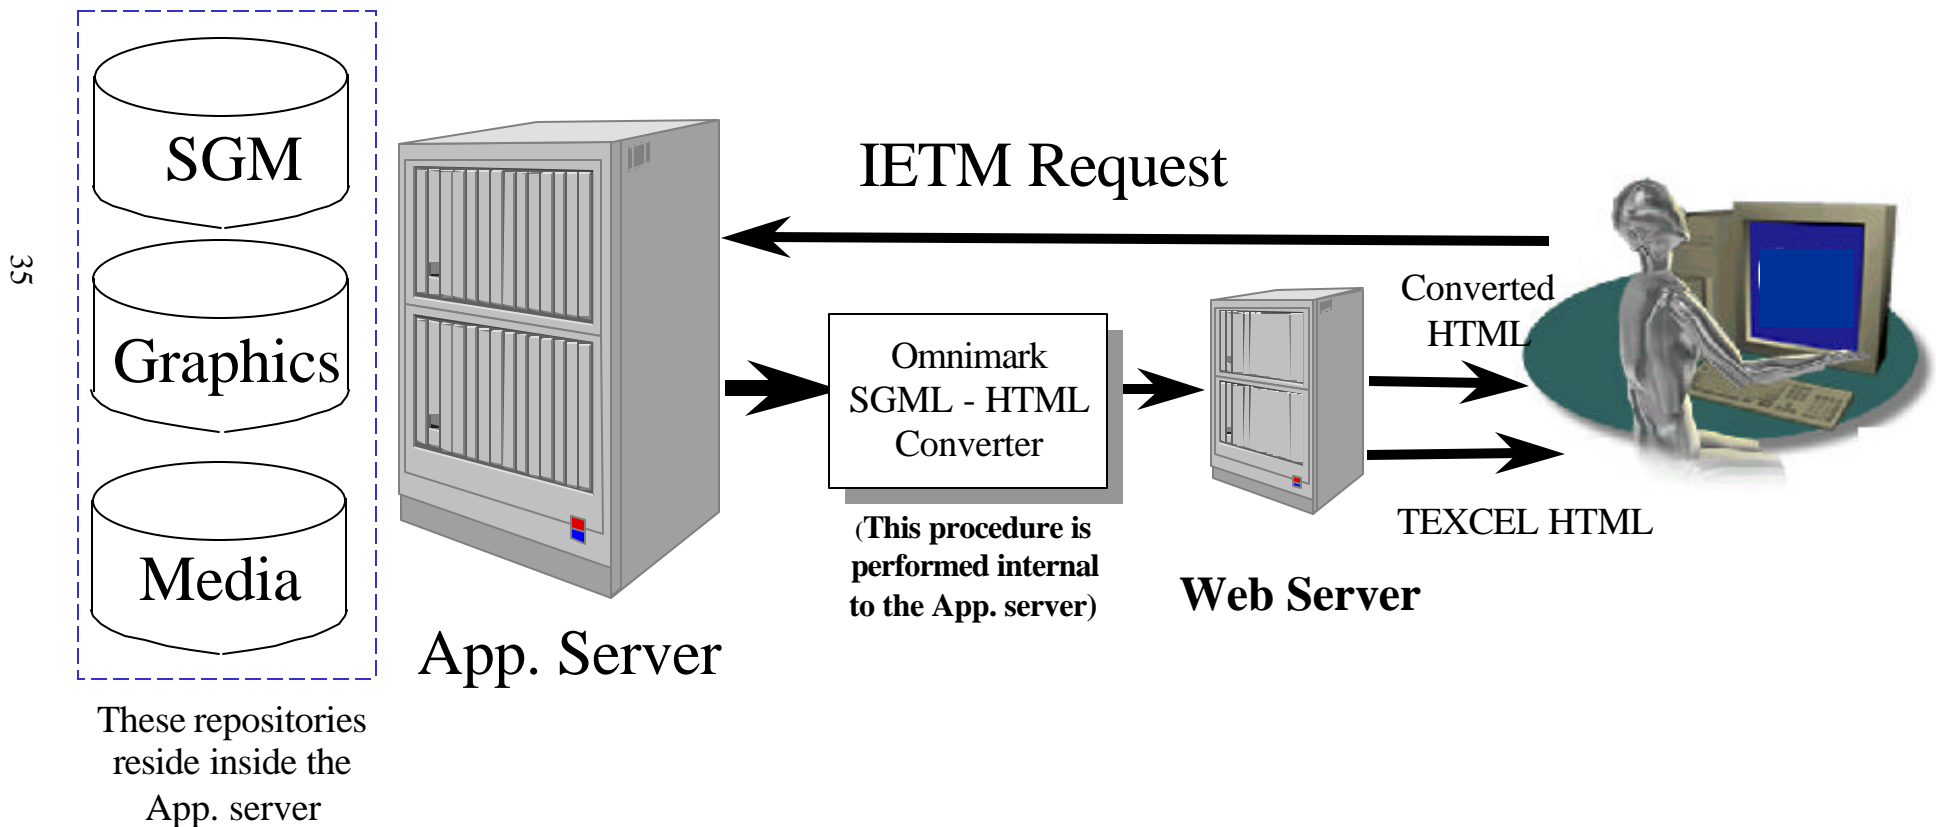 35
SGM
Graphics
Media
These repositories
reside inside the
App. server
App. Server
IETM Request
Omnimark
SGML - HTML
Converter
(This procedure is
performed internal
to the App. server)
Web Server
Converted
HTML
TEXCEL HTML